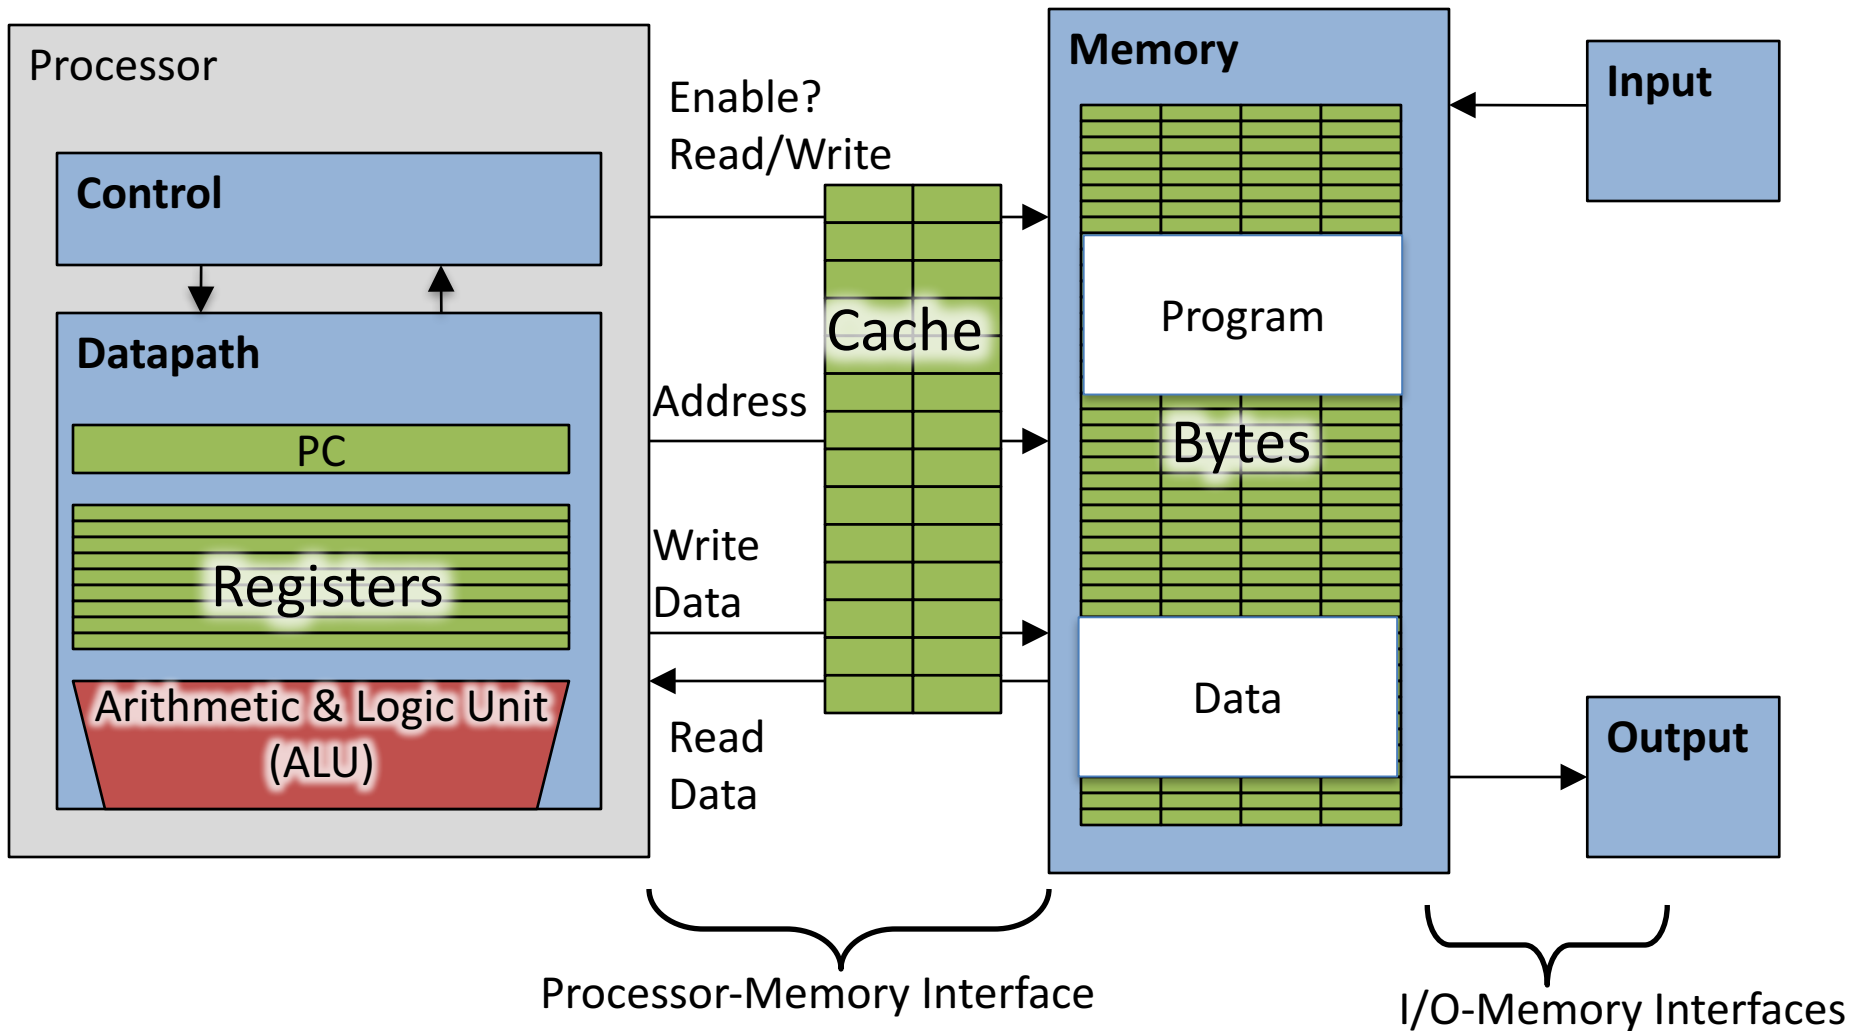 Processor
Control
Datapath
PC
Registers
Arithmetic & Logic Unit
(ALU)
Enable?
Read/Write
Cache
Address
Write
Data
Read
Data
Memory
Program
Bytes
Data
Input
Output
Processor-Memory Interface
I/O-Memory Interfaces